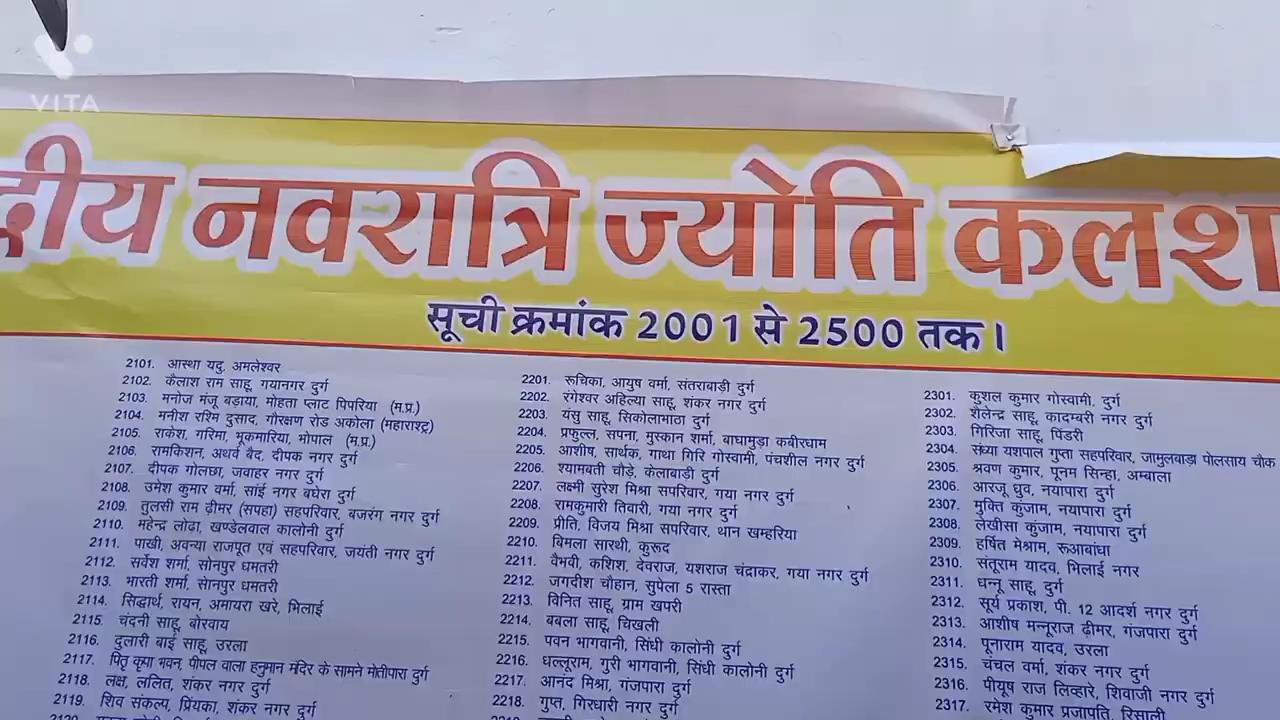 VITA
द्रीय नवरात्रि ज्योति कलश
सूची क्रमांक 2001 से 2500 तक।
2101. आस्था यदु, अमलेश्वर
2102. कैलाश राम साहू, गयानगर दुर्ग
2103. मनोज मंजू बड़ाया, मोहता प्लाट पिपरिया (म.प्र.)
2104. मनीश रश्मि दुसाद, गौरक्षण रोड अकोला (महाराश्ट्र)
2105. राकेश, गरिमा, भूकमारिया, भोपाल (म.प्र.)
2106. रामकिशन, अथर्व बैद, दीपक नगर दुर्ग
2107. दीपक गोलछा, जवाहर नगर दुर्ग
2108. उमेश कुमार वर्मा, सांई नगर बघेरा दुर्ग
2109. तुलसी राम ढ़ीमर (सपहा) सहपरिवार, बजरंग नगर दुर्ग
2110. महेन्द्र लोढ़ा, खण्डेलवाल कालोनी दुर्ग
2111. पाखी, अवन्या राजपूत एवं सहपरिवार, जयंती नगर दुर्ग
2112. सर्वेश शर्मा, सोनपुर धमतरी
2113. भारती शर्मा, सेानपुर धमतरी
2114. सिद्धार्थ, रायन, अमायरा खरे, भिलाई
2115. चंदनी साहू, बोरवाय
2116. दुलारी बाई साहू, उरला
2117. पितृ कृपा भवन, पीपल वाला हनुमान मंदिर के सामने मोतीपारा दुर्ग
2118. लक्ष, ललित, शंकर नगर दुर्ग
2119. शिव संकल्प, प्रियंका, शंकर नगर दुर्ग
2201. रूचिका, आयुष वर्मा, संतराबाड़ी दुर्ग
2202. रंगेश्वर अहिल्या साहू, शंकर नगर दुर्ग
2203. यंसु साहू, सिकोलाभाठा दुर्ग
2204. प्रफुल्ल, सपना, मुस्कान शर्मा, बाघामुड़ा कबीरधाम
2205. आशीष, सार्थक, गाथा गिरि गोस्वामी, पंचशील नगर दुर्ग
2206. श्यामबती चौड़े, केलाबाडी दुर्ग
2207. लक्ष्मी सुरेश मिश्रा सपरिवार, गया नगर दुर्ग
2208. रामकुमारी तिवारी, गया नगर दुर्ग
2209. प्रीति, विजय मिश्रा सपरिवार, थान खम्हरिया
2210. बिमला सारथी, कुरूद
2211. वैभवी, कशिश, देवराज, यशराज चंद्राकर, गया नगर दुर्ग
2212. जगदीश चौहान, सुपेला 5 रास्ता
2213. विनित साहू, ग्राम खपरी
2214. बबला साहू, चिखली
2215. पवन भागवानी, सिंधी कालोनी दुर्ग
2216. धल्लूराम, गुरी भागवानी, सिंधी कालोनी दुर्ग
2217. आनंद मिश्रा, गंजपारा दुर्ग
2218. गुप्त, गिरधारी नगर दुर्ग
2301. कुशल कुमार गोस्वामी, दुर्ग
2302. शैलेन्द्र साहू, कादम्बरी नगर दुर्ग
2303. गिरिजा साहू, पिंडरी
2304. संध्या यशपाल गुप्ता सहपरिवार, जामुलबाड़ा पोलसाय चौक
2305. श्रवण कुमार, पूनम सिन्हा, अम्बाला
2306. आरजू ध्रुव, नयापारा दुर्ग
2307. मुक्ति कुंजाम, नयापारा दुर्ग
2308. लेखीसा कुंजाम, नयापारा दुर्ग
2309. हर्षित मेश्राम, रूआबांधा
2310. संतूराम यादव, भिलाई नगर
2311. धन्नू साहू, दुर्ग
2312. सूर्य प्रकाश, पी. 12 आदर्श नगर दुर्ग
2313. आशीष मन्नूराज ढ़ीमर, गंजपारा दुर्ग
2314. पूनाराम यादव, उरला
2315. चंचल वर्मा, शंकर नगर दुर्ग
2316. पीयूष राज लिव्हारे, शिवाजी नगर दुर्ग
2317. रमेश कुमार प्रजापति, रिसाली